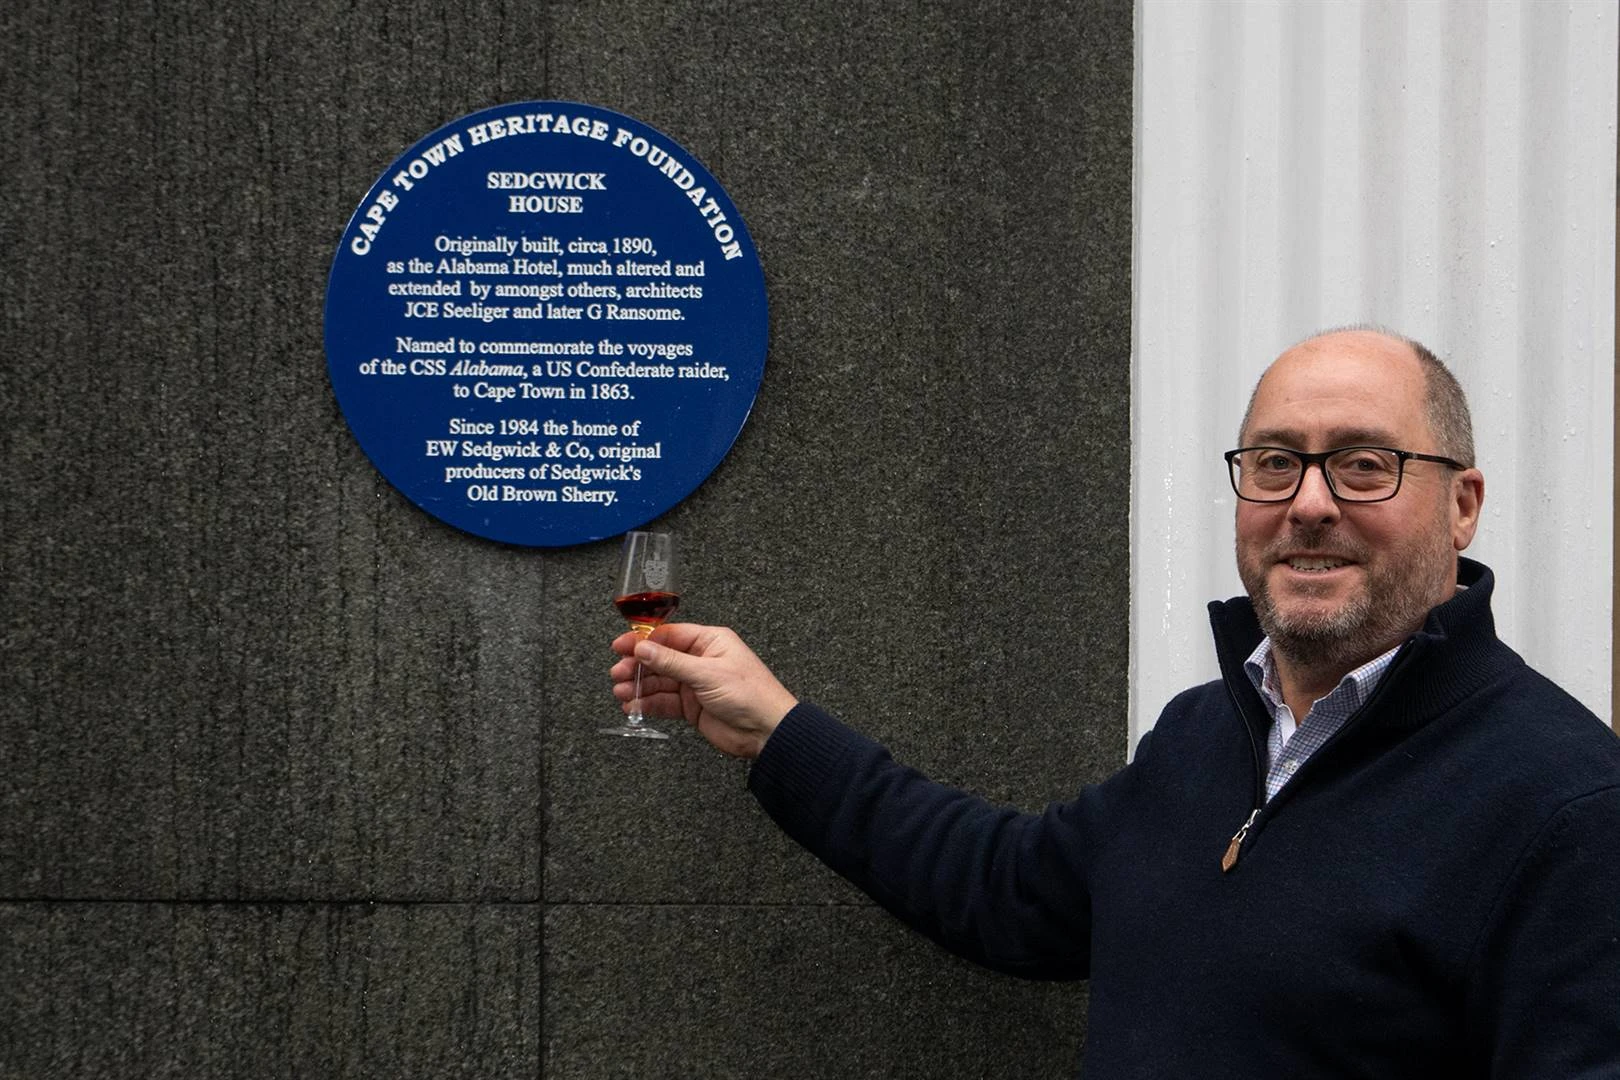 CAPE TOWN HERITAGE FOUNDATION
SEDGWICK
HOUSE
Originally built, circa 1890,
as the Alabama Hotel, much altered and
extended by amongst others, architects
JCE Seeliger and later G Ransome.
Named to commemorate the voyages
of the CSS Alabama, a US Confederate raider,
to Cape Town in 1863.
Since 1984 the home of
EW Sedgwick & Co, original
producers of Sedgwick's
Old Brown Sherry.